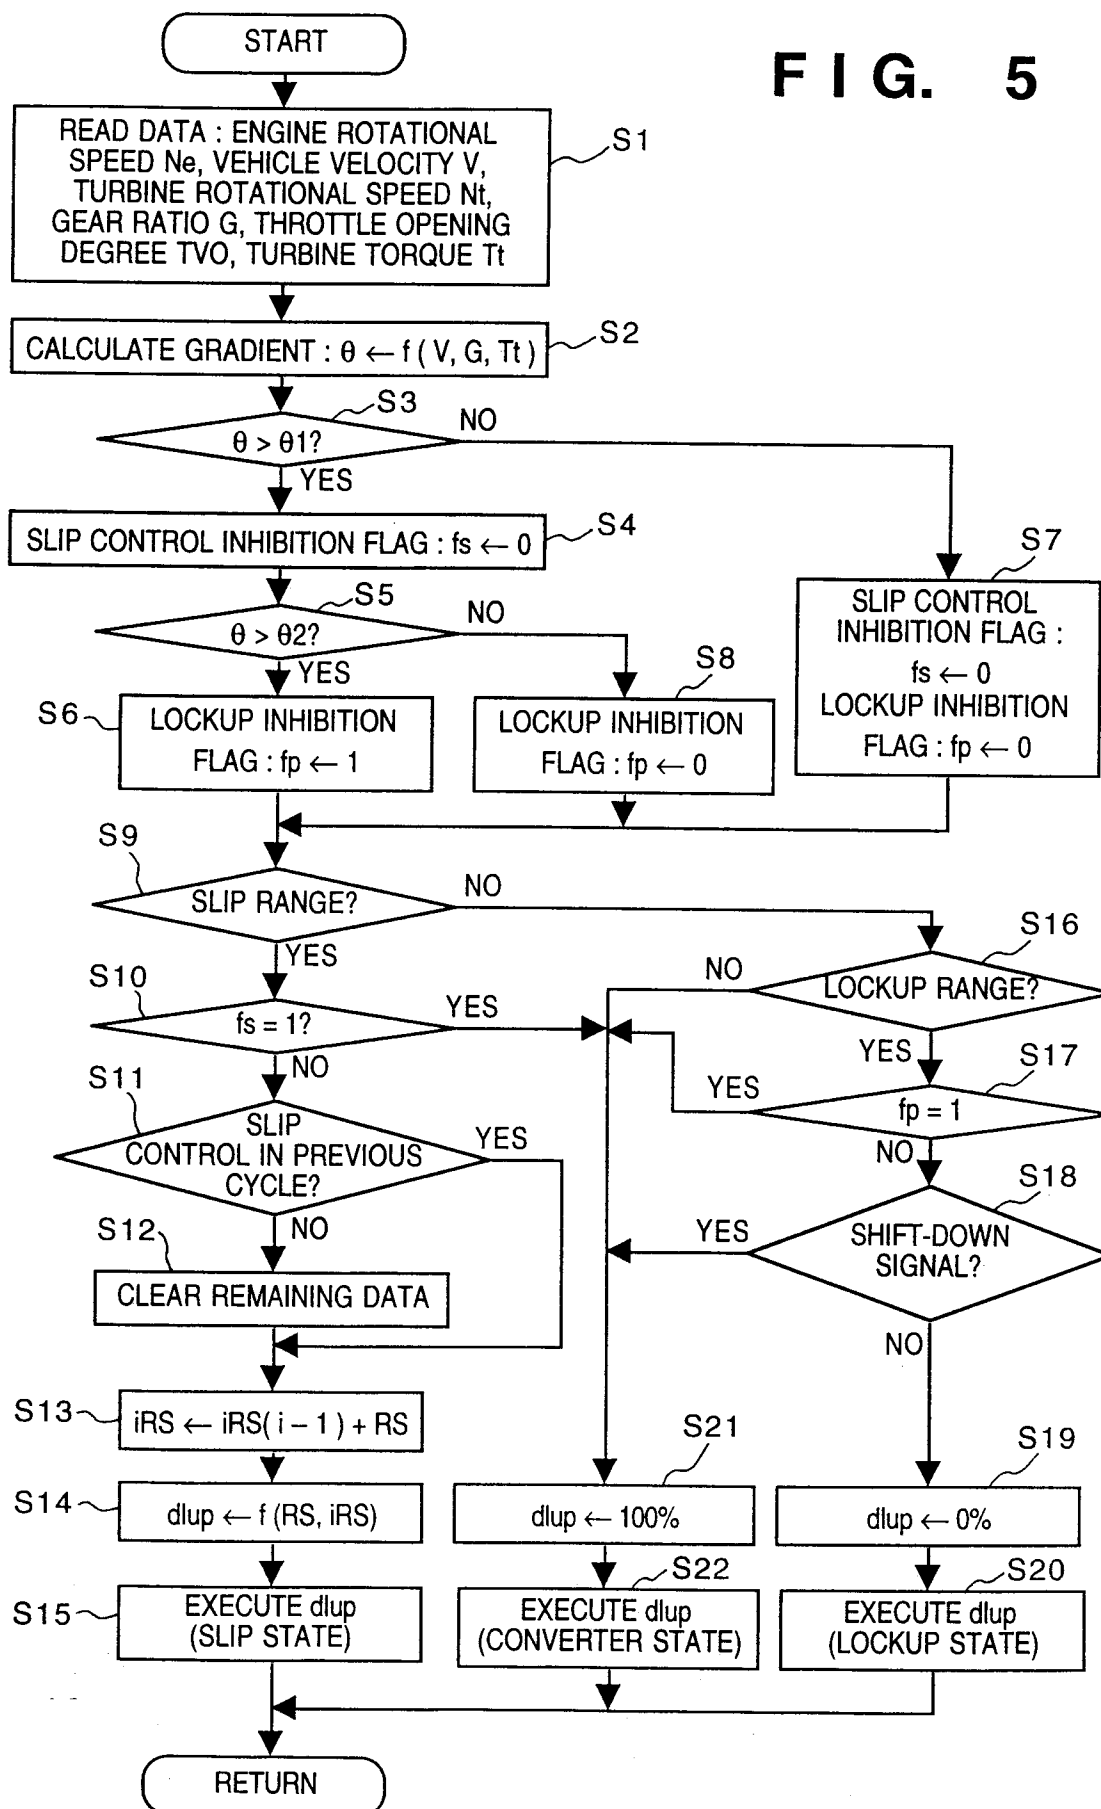 START
FIG. 5
READ DATA : ENGINE ROTATIONAL
SPEED Ne, VEHICLE VELOCITY V,
TURBINE ROTATIONAL SPEED Nt,
GEAR RATIO G, THROTTLE OPENING
DEGREE TVO, TURBINE TORQUE Tt
S1
CALCULATE GRADIENT : θ ← f ( V, G, Tt )
S2
θ > θ1?
S3
NO
YES
SLIP CONTROL INHIBITION FLAG : fs ← 0
S4
θ > θ2?
S5
NO
YES
S7
SLIP CONTROL
INHIBITION FLAG :
fs ← 0
LOCKUP INHIBITION
FLAG : fp ← 0
S6
LOCKUP INHIBITION
FLAG : fp ← 1
S8
LOCKUP INHIBITION
FLAG : fp ← 0
S9
SLIP RANGE?
NO
YES
S16
LOCKUP RANGE?
NO
YES
S10
fs = 1?
YES
NO
S17
fp = 1
YES
NO
S11
SLIP
CONTROL IN PREVIOUS
CYCLE?
YES
NO
S18
SHIFT-DOWN
SIGNAL?
YES
NO
S12
CLEAR REMAINING DATA
S13
iRS ← iRS( i – 1 ) + RS
S14
dlup ← f (RS, iRS)
S21
dlup ← 100%
S19
dlup ← 0%
S15
EXECUTE dlup
(SLIP STATE)
S22
EXECUTE dlup
(CONVERTER STATE)
S20
EXECUTE dlup
(LOCKUP STATE)
RETURN